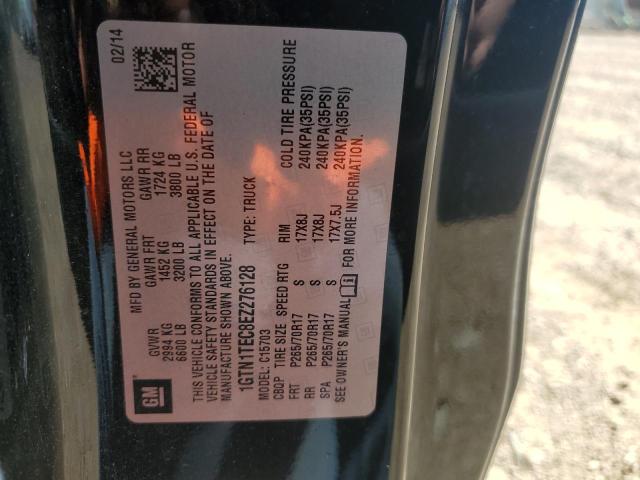 GM
MFD BY GENERAL MOTORS LLC
02/14
GVWR GAWR FRT GAWR RR
2994 KG 1452 KG 1724 KG
6600 LB 3200 LB 3800 LB
THIS VEHICLE CONFORMS TO ALL APPLICABLE U.S. FEDERAL MOTOR
VEHICLE SAFETY STANDARDS IN EFFECT ON THE DATE OF
MANUFACTURE SHOWN ABOVE.
1GTN1TEC8EZ276128 TYPE: TRUCK
MODEL: C15703
CBOP TIRE SIZE SPEED RTG RIM COLD TIRE PRESSURE
FRT P265/70R17 S 17X8J 240KPA(35PSI)
RR P265/70R17 S 17X8J 240KPA(35PSI)
SPA P265/70R17 S 17X7.5J 240KPA(35PSI)
SEE OWNER'S MANUAL FOR MORE INFORMATION.